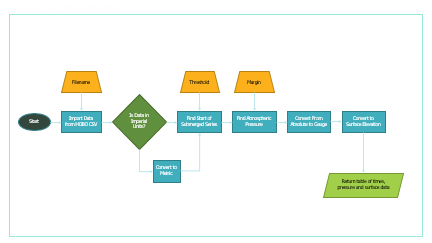 Filename
Threshold
Margin
Start
Import Data
from HOBO CSV
Is Data in
Imperial
Units?
Find Start of
Submerged Series
Find Atmospheric
Pressure
Convert From
Absolute to Gauge
Convert to
Surface Elevation
Convert to
Metric
Return table of times,
pressure and surface data